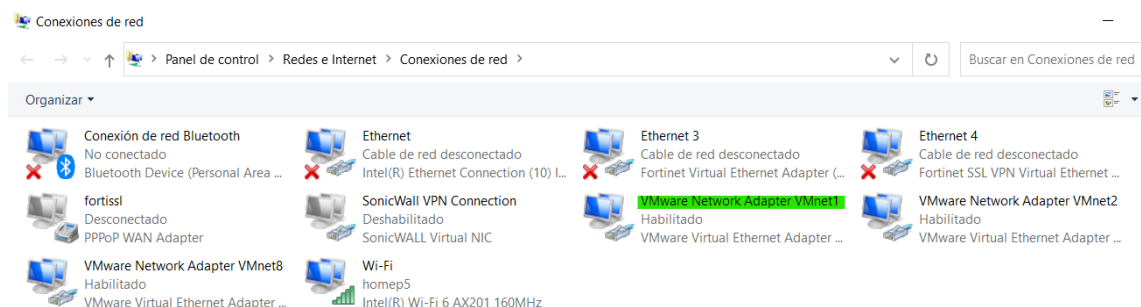 Conexiones de red
Panel de control > Redes e Internet > Conexiones de red >
Buscar en Conexiones de red
Organizar
Conexión de red Bluetooth
No conectado
Bluetooth Device (Personal Area ...
Ethernet
Cable de red desconectado
Intel(R) Ethernet Connection (10) I...
Ethernet 3
Cable de red desconectado
Fortinet Virtual Ethernet Adapter (...
Ethernet 4
Cable de red desconectado
Fortinet SSL VPN Virtual Ethernet ...
fortissl
Desconectado
PPPoP WAN Adapter
SonicWall VPN Connection
Deshabilitado
SonicWALL Virtual NIC
VMware Network Adapter VMnet1
Habilitado
VMware Virtual Ethernet Adapter ...
VMware Network Adapter VMnet2
Habilitado
VMware Virtual Ethernet Adapter ...
VMware Network Adapter VMnet8
Habilitado
VMware Virtual Ethernet Adapter ...
Wi-Fi
homep5
Intel(R) Wi-Fi 6 AX201 160MHz